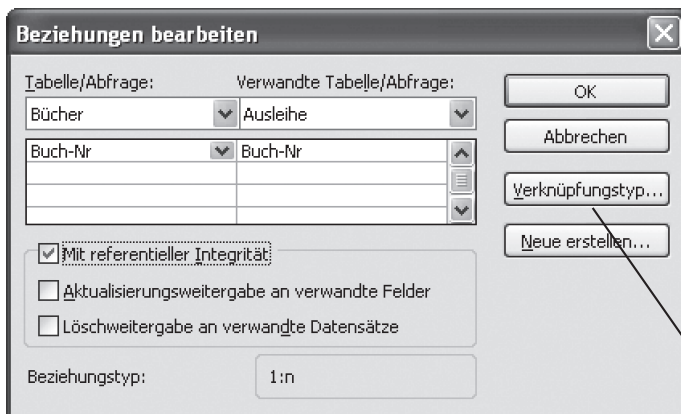 Beziehungen bearbeiten
Tabelle/Abfrage: Verwandte Tabelle/Abfrage:
Bücher Ausleihe
Buch-Nr Buch-Nr
Mit referentieller Integrität
Aktualisierungsweitergabe an verwandte Felder
Löschweitergabe an verwandte Datensätze
Beziehungstyp: 1:n
OK
Abbrechen
Verknüpfungstyp...
Neue erstellen...